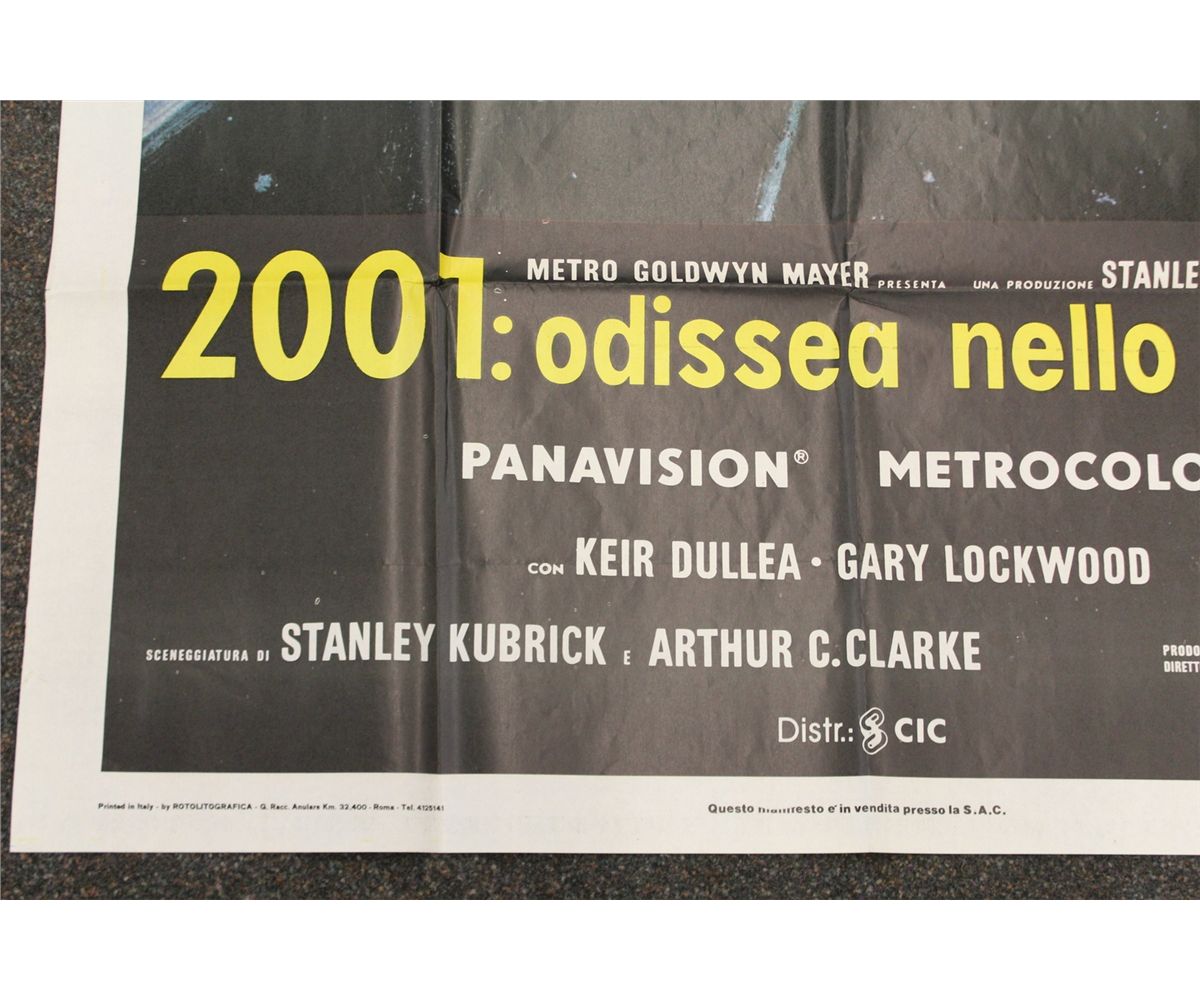 METRO GOLDWYN MAYER PRESENTA UNA PRODUZIONE STANLE
2001: odissea nello
PANAVISION® METROCOLO
CON KEIR DULLEA · GARY LOCKWOOD
SCENEGGIATURA DI STANLEY KUBRICK E ARTHUR C. CLARKE
PRODO
DIRETT
Distr.: CIC
Printed in Italy - by ROTOLITOGRAFICA - G. Racc. Anulare Km. 32,400 - Roma - Tel. 4125141
Questo manifesto e' in vendita presso la S.A.C.